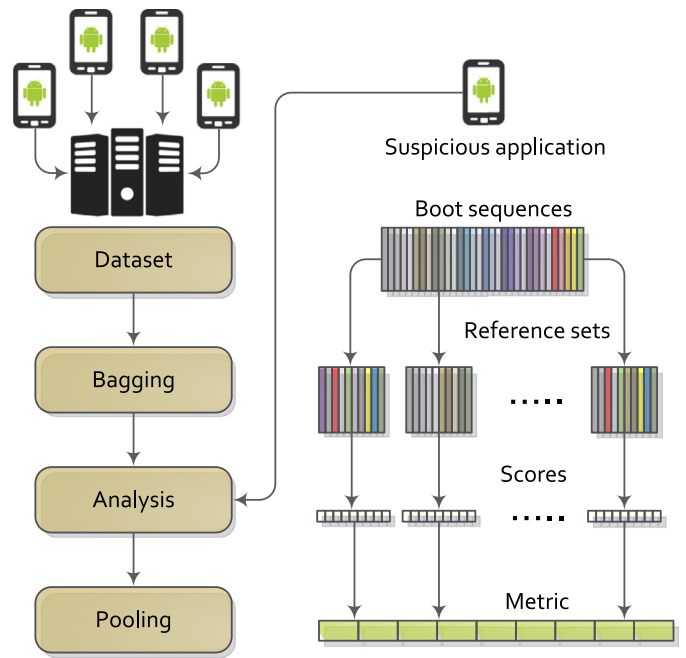 Suspicious application
Boot sequences
Dataset
Reference sets
Bagging
Scores
Analysis
Metric
Pooling